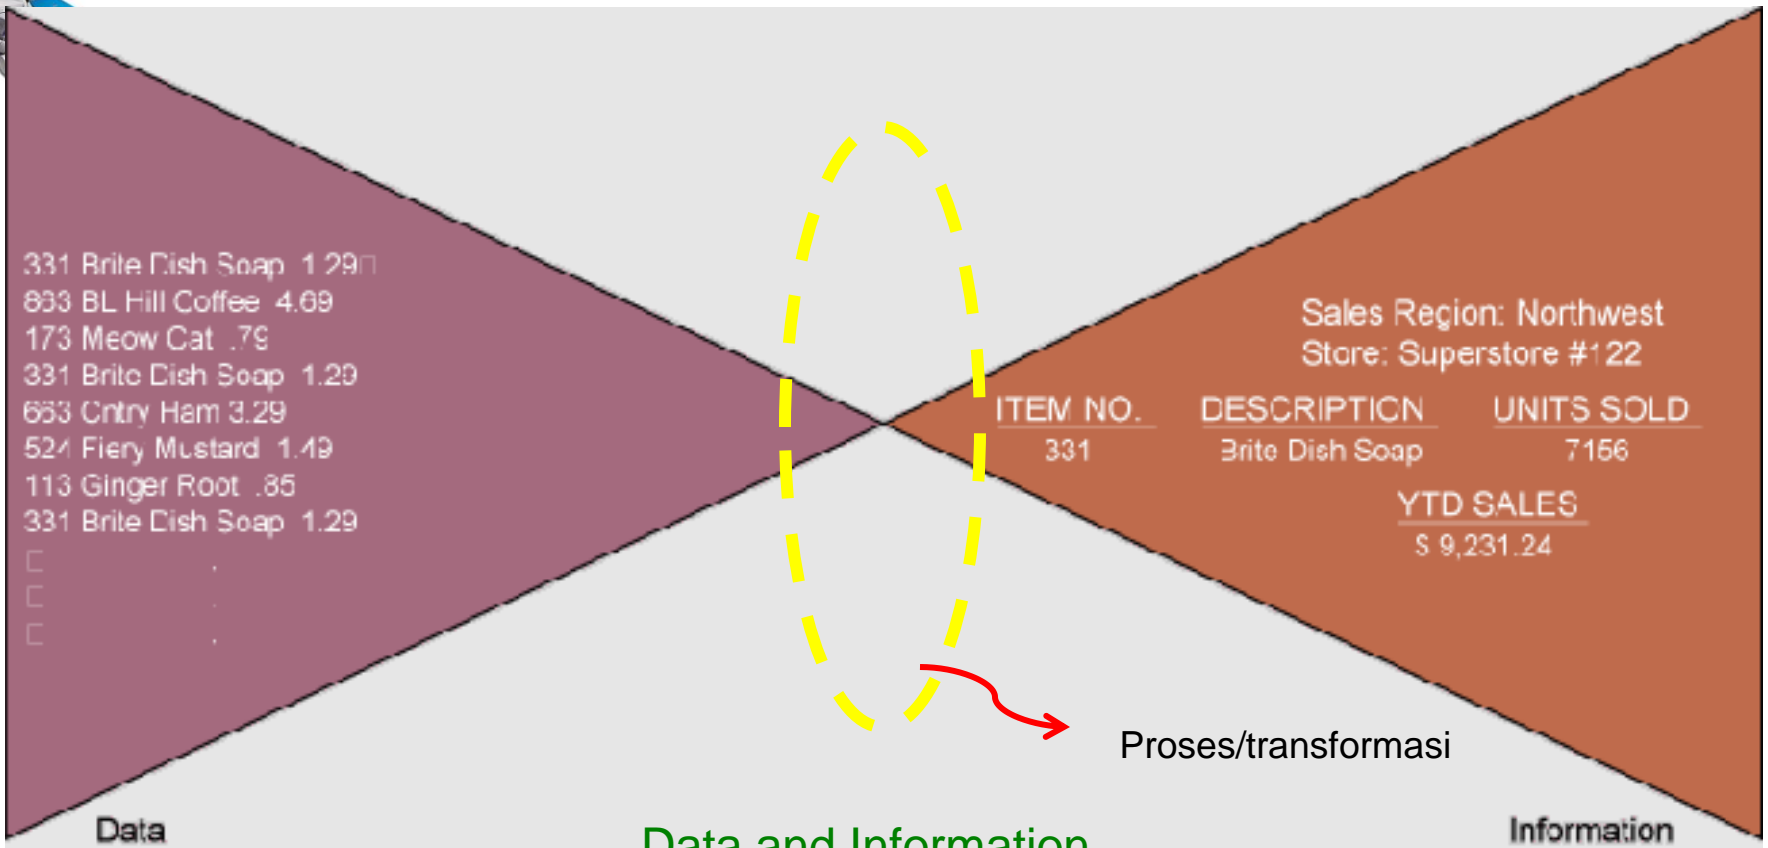 331 Brite Dish Soap 1.29
863 BL Hill Coffee 4.69
173 Meow Cat .79
331 Brite Dish Soap 1.29
663 Cntry Ham 3.29
524 Fiery Mustard 1.49
113 Ginger Root .85
331 Brite Dish Soap 1.29
.
.
.
Sales Region: Northwest
Store: Superstore #122
ITEM NO. DESCRIPTION UNITS SOLD
331 Brite Dish Soap 7156
YTD SALES
$ 9,231.24
Proses/transformasi
Data
Information
Data and Information